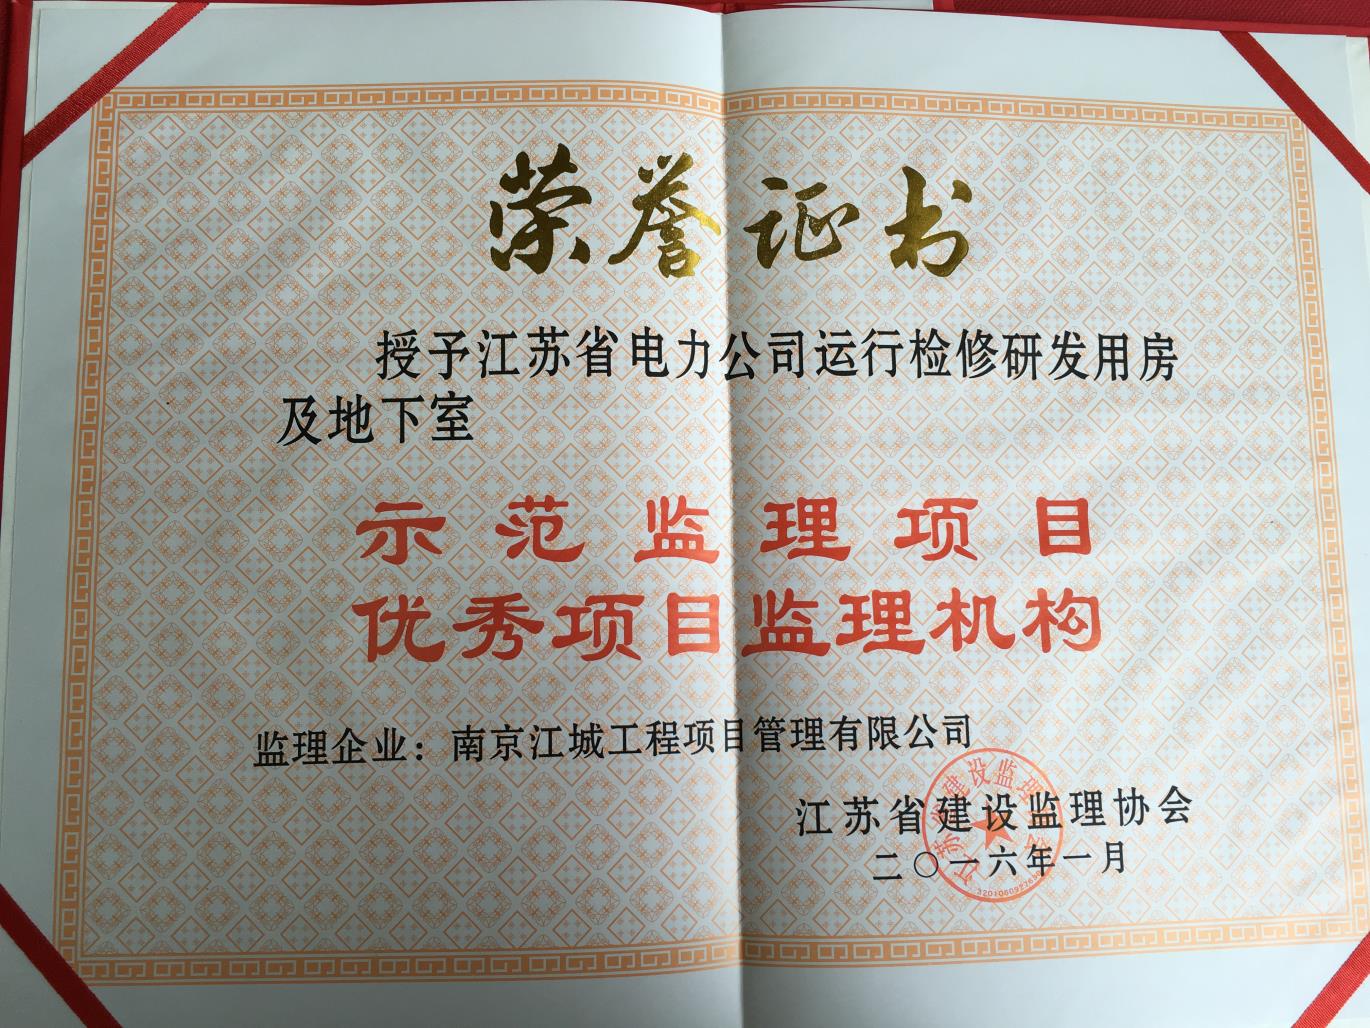 荣誉证书
授予江苏省电力公司运行检修研发用房
及地下室
示范监理项目
优秀项目监理机构
监理企业：南京江城工程项目管理有限公司
江苏省建设监理协会
二〇一六年一月